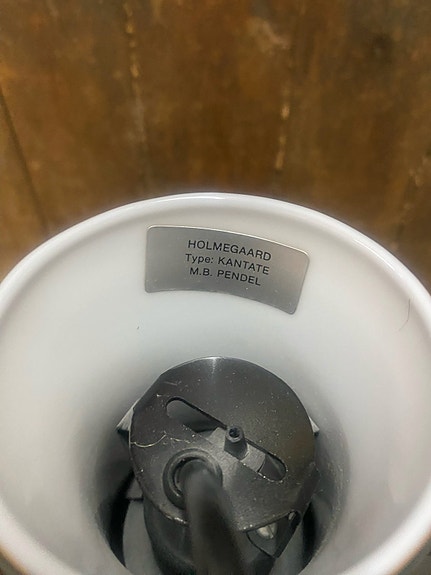 HOLMEGAARD
Type: KANTATE
M.B. PENDEL